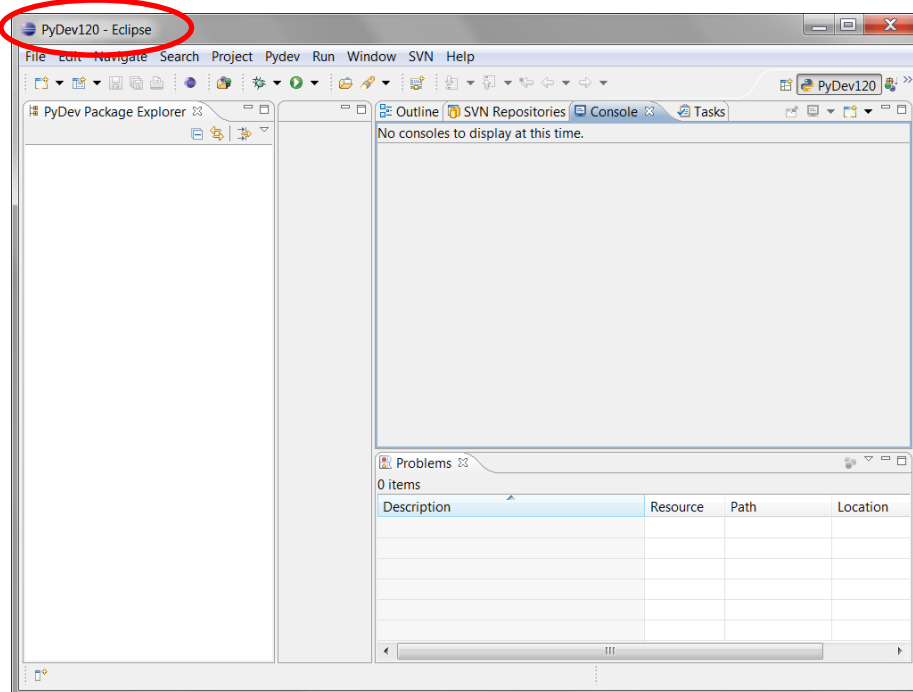 PyDev120 - Eclipse
File Edit Navigate Search Project Pydev Run Window SVN Help
PyDev120
PyDev Package Explorer
Outline SVN Repositories Console Tasks
No consoles to display at this time.
Problems
0 items
Description Resource Path Location